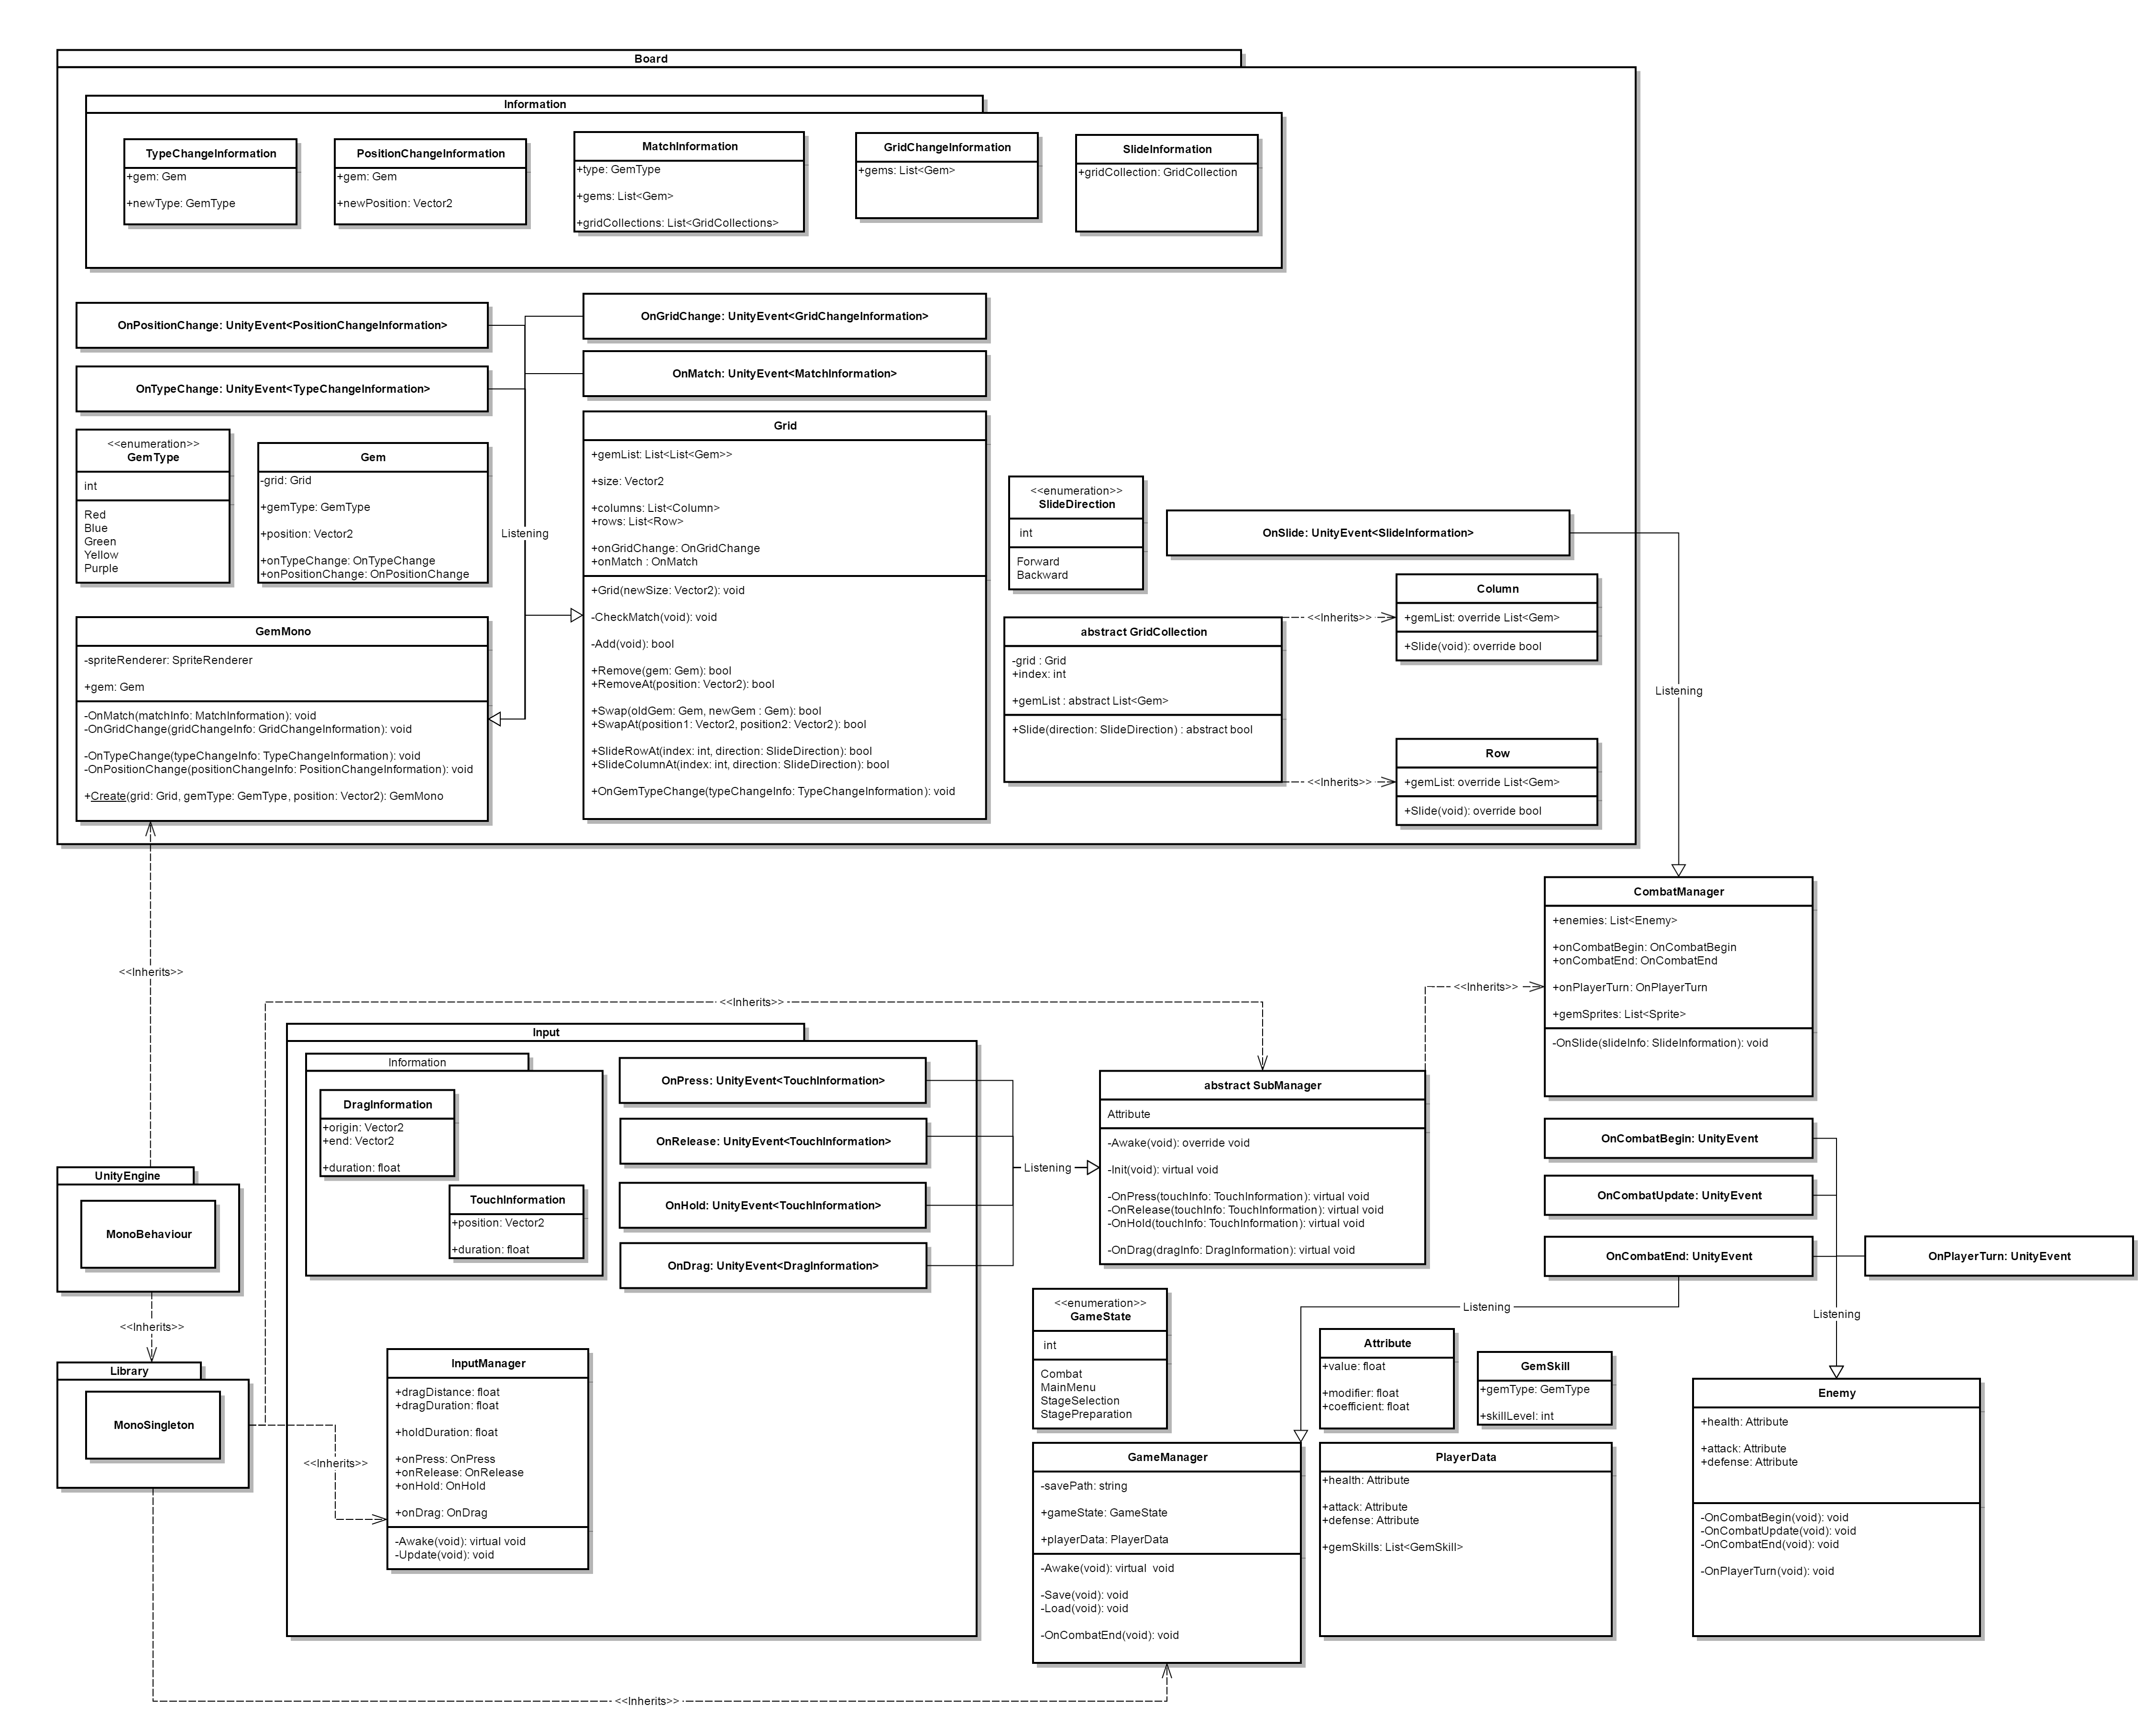 Board
Information
TypeChangeInformation
+gem: Gem
+newType: GemType
PositionChangeInformation
+gem: Gem
+newPosition: Vector2
MatchInformation
+type: GemType
+gems: List<Gem>
+gridCollections: List<GridCollections>
GridChangeInformation
+gems: List<Gem>
SlideInformation
+gridCollection: GridCollection
OnPositionChange: UnityEvent<PositionChangeInformation>
OnTypeChange: UnityEvent<TypeChangeInformation>
OnGridChange: UnityEvent<GridChangeInformation>
OnMatch: UnityEvent<MatchInformation>
<<enumeration>>
GemType
int
Red
Blue
Green
Yellow
Purple
Gem
-grid: Grid
+gemType: GemType
+position: Vector2
+onTypeChange: OnTypeChange
+onPositionChange: OnPositionChange
Listening
Grid
+gemList: List<List<Gem>>
+size: Vector2
+columns: List<Column>
+rows: List<Row>
+onGridChange: OnGridChange
+onMatch : OnMatch
+Grid(newSize: Vector2): void
-CheckMatch(void): void
-Add(void): bool
+Remove(gem: Gem): bool
+RemoveAt(position: Vector2): bool
+Swap(oldGem: Gem, newGem : Gem): bool
+SwapAt(position1: Vector2, position2: Vector2): bool
+SlideRowAt(index: int, direction: SlideDirection): bool
+SlideColumnAt(index: int, direction: SlideDirection): bool
+OnGemTypeChange(typeChangeInfo: TypeChangeInformation): void
GemMono
-spriteRenderer: SpriteRenderer
+gem: Gem
-OnMatch(matchInfo: MatchInformation): void
-OnGridChange(gridChangeInfo: GridChangeInformation): void
-OnTypeChange(typeChangeInfo: TypeChangeInformation): void
-OnPositionChange(positionChangeInfo: PositionChangeInformation): void
+Create(grid: Grid, gemType: GemType, position: Vector2): GemMono
<<enumeration>>
SlideDirection
int
Forward
Backward
OnSlide: UnityEvent<SlideInformation>
abstract GridCollection
-grid : Grid
+index: int
+gemList : abstract List<Gem>
+Slide(direction: SlideDirection) : abstract bool
<<Inherits>>
<<Inherits>>
Column
+gemList: override List<Gem>
+Slide(void): override bool
Row
+gemList: override List<Gem>
+Slide(void): override bool
Listening
CombatManager
+enemies: List<Enemy>
+onCombatBegin: OnCombatBegin
+onCombatEnd: OnCombatEnd
+onPlayerTurn: OnPlayerTurn
+gemSprites: List<Sprite>
-OnSlide(slideInfo: SlideInformation): void
<<Inherits>>
<<Inherits>>
<<Inherits>>
Input
Information
DragInformation
+origin: Vector2
+end: Vector2
+duration: float
TouchInformation
+position: Vector2
+duration: float
OnPress: UnityEvent<TouchInformation>
OnRelease: UnityEvent<TouchInformation>
OnHold: UnityEvent<TouchInformation>
OnDrag: UnityEvent<DragInformation>
Listening
abstract SubManager
Attribute
-Awake(void): override void
-Init(void): virtual void
-OnPress(touchInfo: TouchInformation): virtual void
-OnRelease(touchInfo: TouchInformation): virtual void
-OnHold(touchInfo: TouchInformation): virtual void
-OnDrag(dragInfo: DragInformation): virtual void
OnCombatBegin: UnityEvent
OnCombatUpdate: UnityEvent
OnCombatEnd: UnityEvent
OnPlayerTurn: UnityEvent
Listening
Listening
UnityEngine
MonoBehaviour
<<Inherits>>
Library
MonoSingleton
<<Inherits>>
InputManager
+dragDistance: float
+dragDuration: float
+holdDuration: float
+onPress: OnPress
+onRelease: OnRelease
+onHold: OnHold
+onDrag: OnDrag
-Awake(void): virtual void
-Update(void): void
<<enumeration>>
GameState
int
Combat
MainMenu
StageSelection
StagePreparation
Attribute
+value: float
+modifier: float
+coefficient: float
GemSkill
+gemType: GemType
+skillLevel: int
GameManager
-savePath: string
+gameState: GameState
+playerData: PlayerData
-Awake(void): virtual  void
-Save(void): void
-Load(void): void
-OnCombatEnd(void): void
PlayerData
+health: Attribute
+attack: Attribute
+defense: Attribute
+gemSkills: List<GemSkill>
Enemy
+health: Attribute
+attack: Attribute
+defense: Attribute
-OnCombatBegin(void): void
-OnCombatUpdate(void): void
-OnCombatEnd(void): void
-OnPlayerTurn(void): void
<<Inherits>>